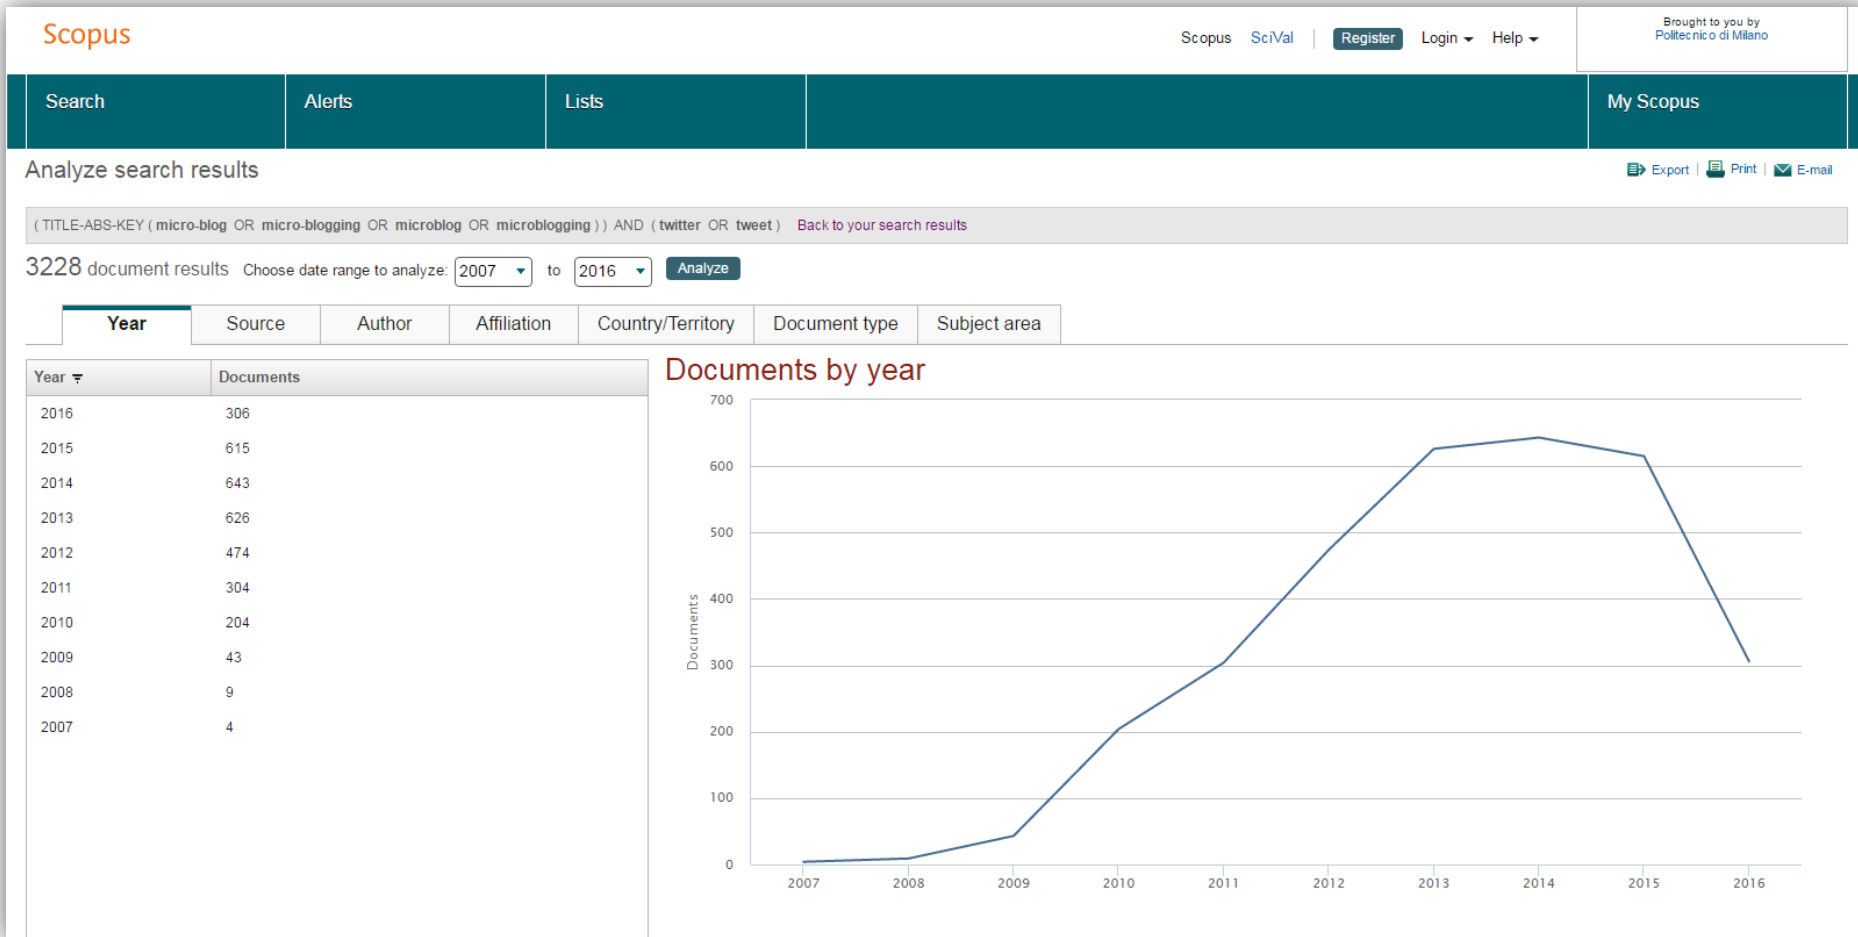 Scopus
Scopus SciVal | Register Login Help
Brought to you by
Politecnico di Milano
Search Alerts Lists My Scopus
Analyze search results
Export | Print | E-mail
( TITLE-ABS-KEY ( micro-blog OR micro-blogging OR microblog OR microblogging ) ) AND ( twitter OR tweet ) Back to your search results
3228 document results Choose date range to analyze: 2007 to 2016 Analyze
Year Source Author Affiliation Country/Territory Document type Subject area
Year Documents
2016 306
2015 615
2014 643
2013 626
2012 474
2011 304
2010 204
2009 43
2008 9
2007 4
Documents by year
Documents
700
600
500
400
300
200
100
0
2007 2008 2009 2010 2011 2012 2013 2014 2015 2016